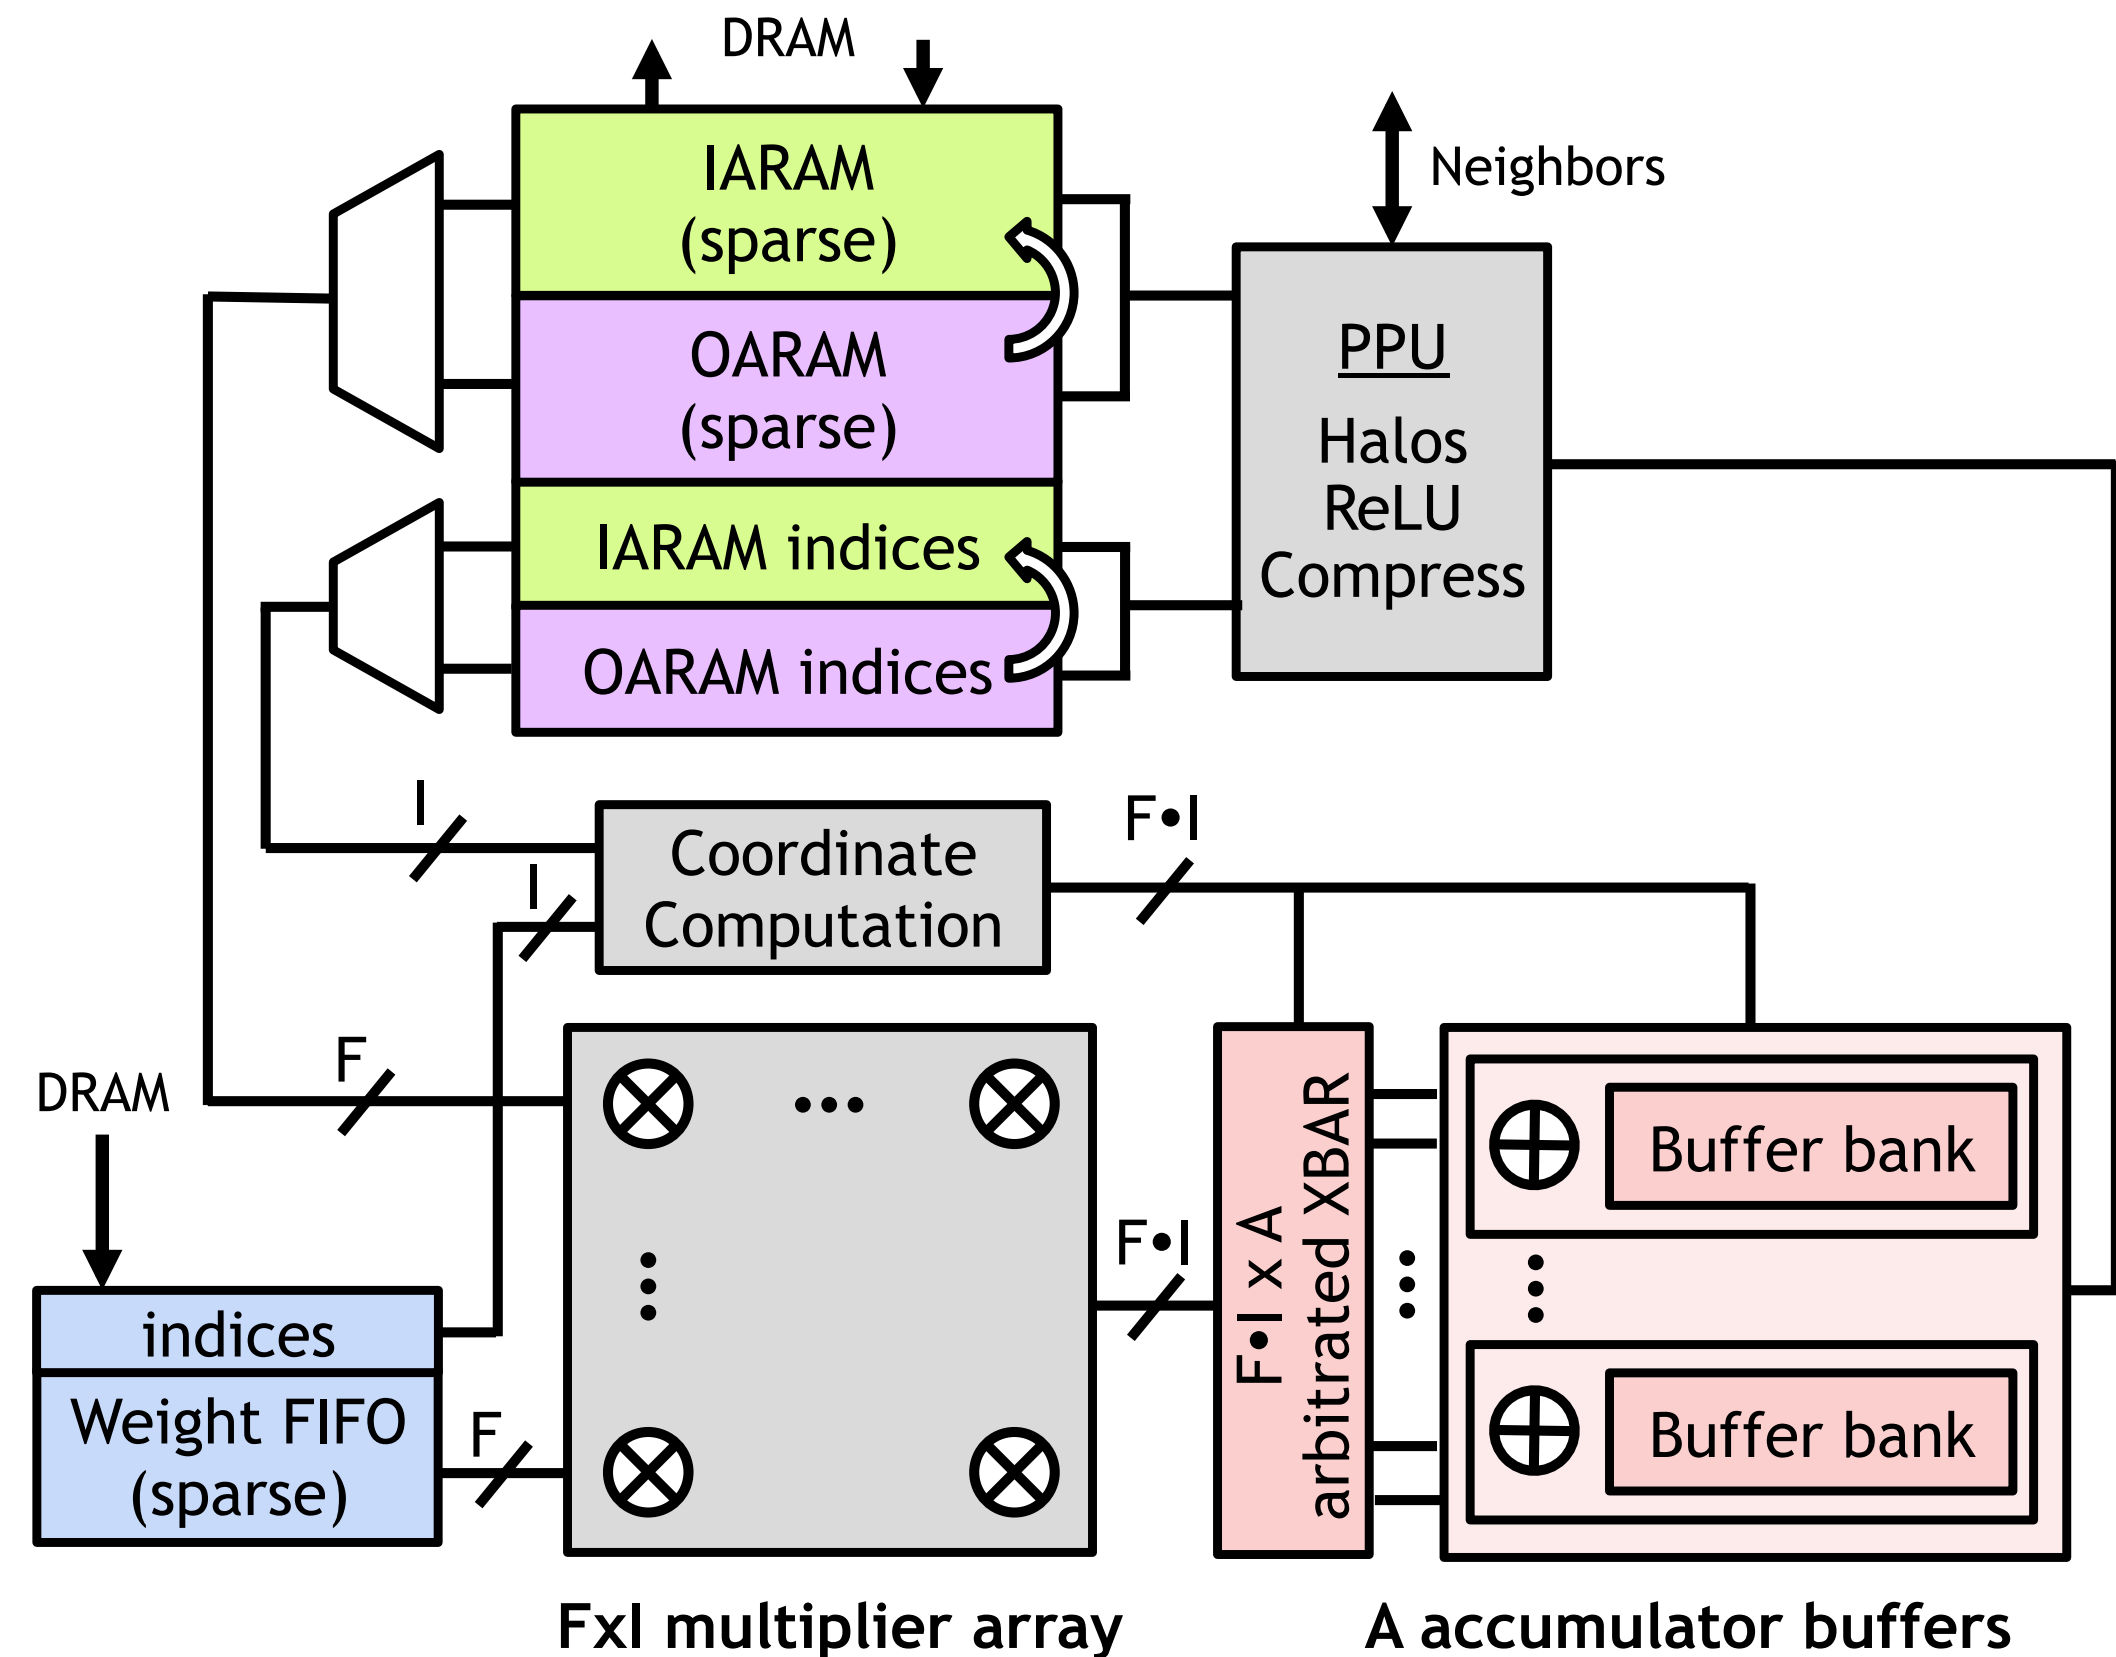 DRAM
IARAM
(sparse)
Neighbors
OARAM
(sparse)
PPU
Halos
ReLU
Compress
IARAM indices
OARAM indices
I
I
Coordinate
Computation
F•I
F
DRAM
F•I
F•I x A
arbitrated XBAR
Buffer bank
indices
Weight FIFO
(sparse)
F
Buffer bank
FxI multiplier array
A accumulator buffers